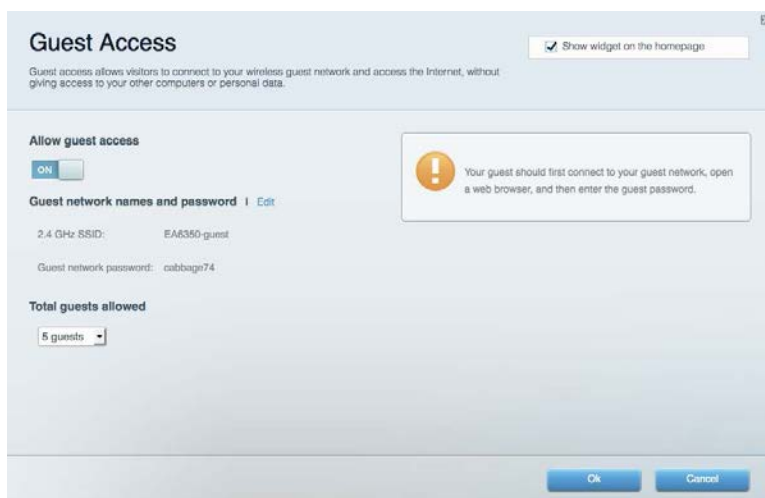 Guest Access
Show widget on the homepage
Guest access allows visitors to connect to your wireless guest network and access the Internet, without
giving access to your other computers or personal data.
Allow guest access
ON
Your guest should first connect to your guest network, open
a web browser, and then enter the guest password.
Guest network names and password | Edit
2.4 GHz SSID: EA6350-guest
Guest network password: cabbage74
Total guests allowed
5 guests
Ok Cancel